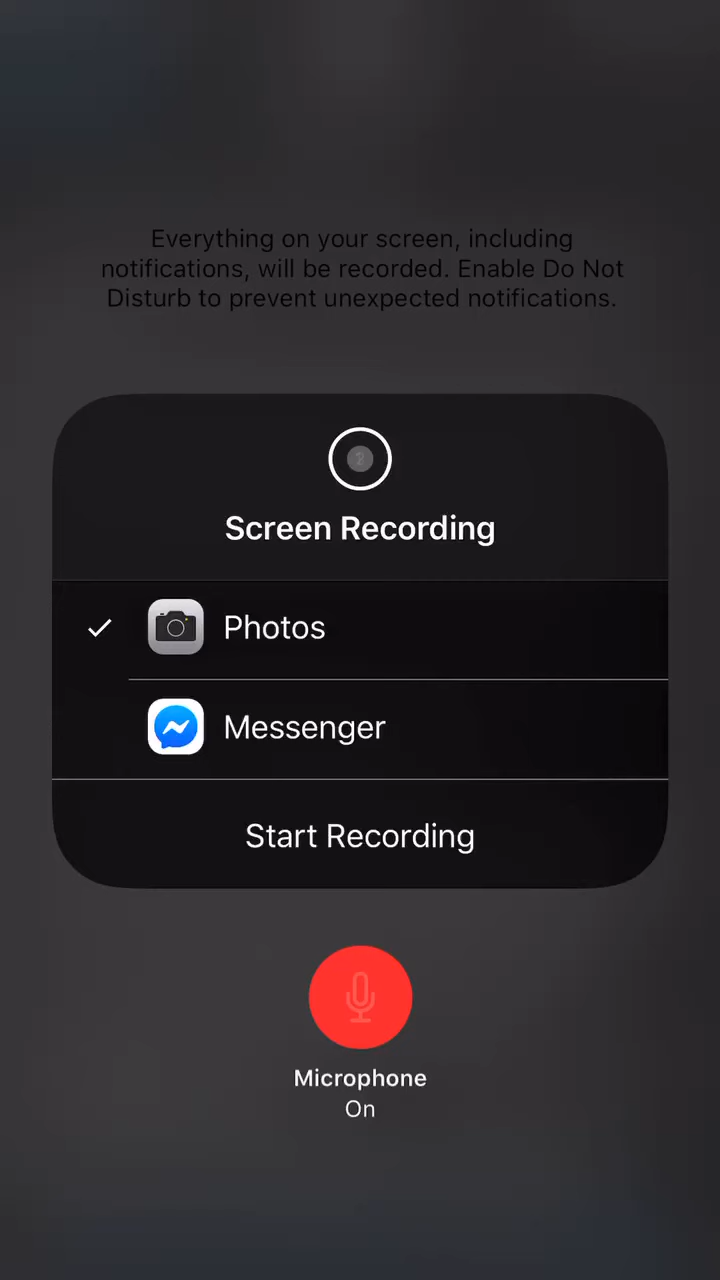 Everything on your screen, including
notifications, will be recorded. Enable Do Not
Disturb to prevent unexpected notifications.
Screen Recording
Photos
Messenger
Start Recording
Microphone
On